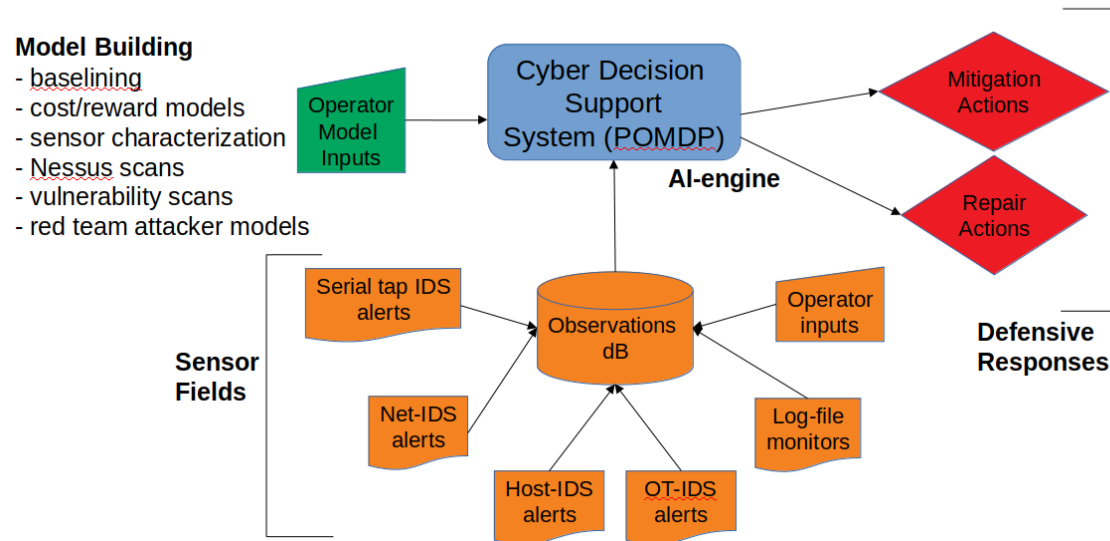 Model Building
- baselining
- cost/reward models
- sensor characterization
- Nessus scans
- vulnerability scans
- red team attacker models
Operator
Model
Inputs
Cyber Decision
Support
System (POMDP)
AI-engine
Mitigation
Actions
Repair
Actions
Defensive
Responses
Sensor
Fields
Serial tap IDS
alerts
Observations
dB
Operator
inputs
Net-IDS
alerts
Log-file
monitors
Host-IDS
alerts
OT-IDS
alerts